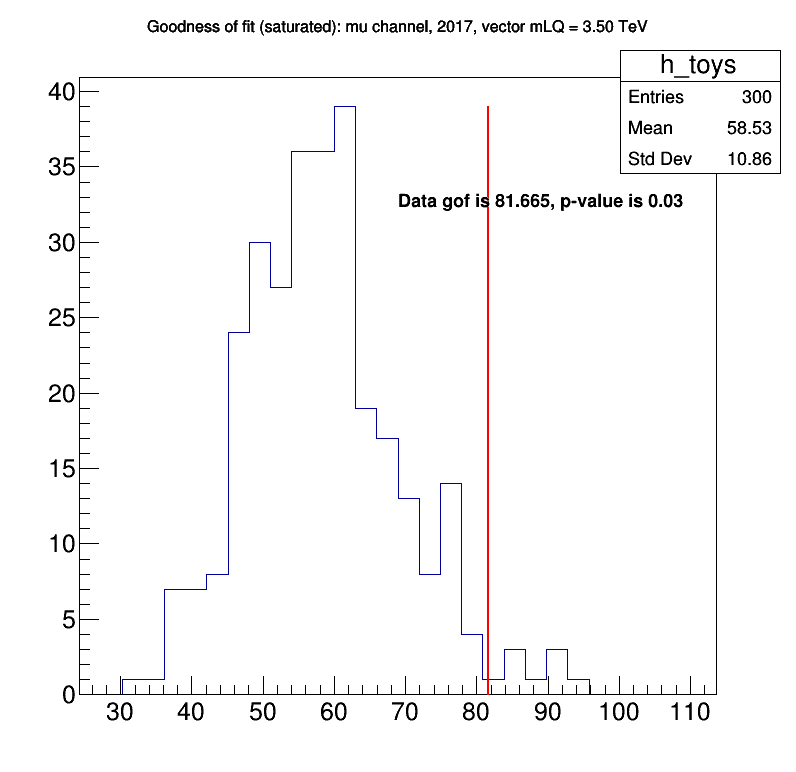 Goodness of fit (saturated): mu channel, 2017, vector mLQ = 3.50 TeV
h_toys
Entries 300
Mean 58.53
Std Dev 10.86
Data gof is 81.665, p-value is 0.03
40
35
30
25
20
15
10
5
0
30 40 50 60 70 80 90 100 110